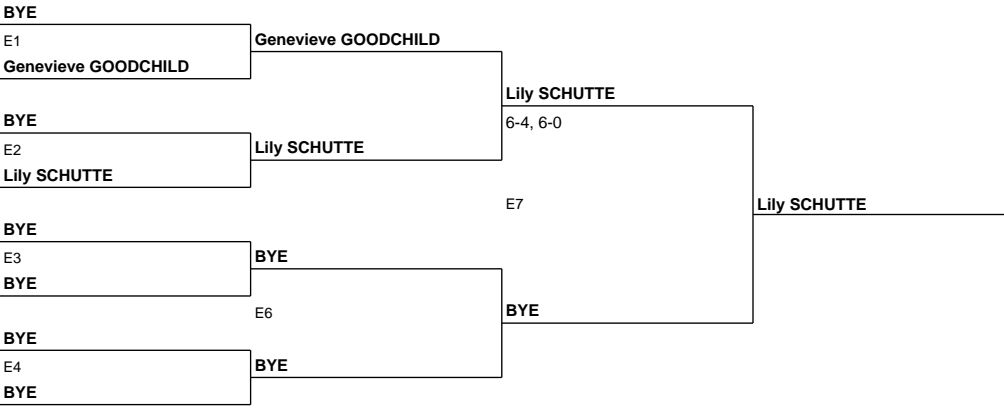 BYE
E1
Genevieve GOODCHILD
Genevieve GOODCHILD
BYE
E2
Lily SCHUTTE
Lily SCHUTTE
Lily SCHUTTE
6-4, 6-0
E7
Lily SCHUTTE
BYE
E3
BYE
BYE
E6
BYE
BYE
E4
BYE
BYE